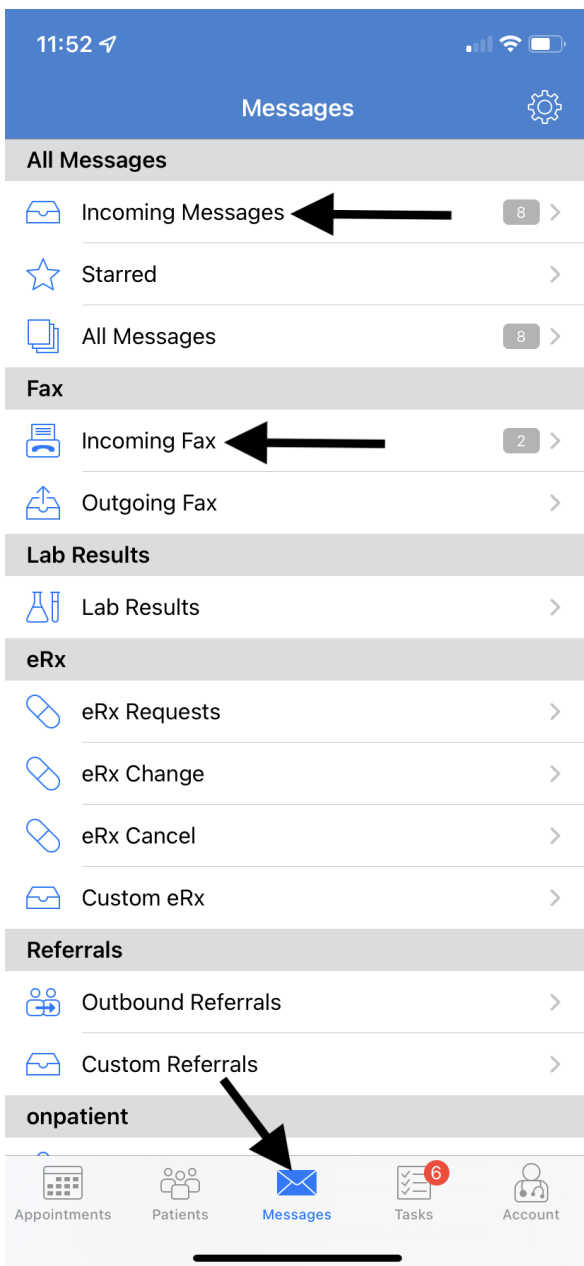 11:52
Messages
All Messages
Incoming Messages 8
Starred
All Messages 8
Fax
Incoming Fax 2
Outgoing Fax
Lab Results
Lab Results
eRx
eRx Requests
eRx Change
eRx Cancel
Custom eRx
Referrals
Outbound Referrals
Custom Referrals
onpatient
6
Appointments Patients Messages Tasks Account